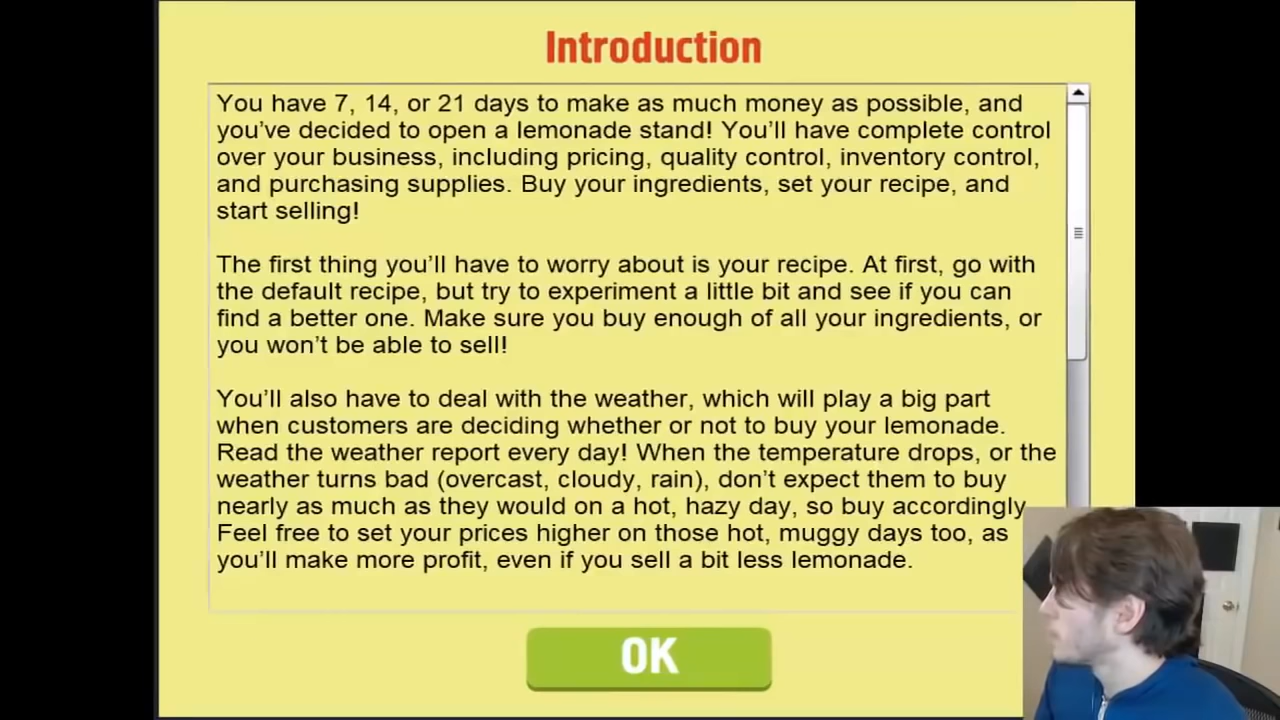 Introduction
You have 7, 14, or 21 days to make as much money as possible, and
you've decided to open a lemonade stand! You'll have complete control
over your business, including pricing, quality control, inventory control,
and purchasing supplies. Buy your ingredients, set your recipe, and
start selling!
The first thing you'll have to worry about is your recipe. At first, go with
the default recipe, but try to experiment a little bit and see if you can
find a better one. Make sure you buy enough of all your ingredients, or
you won't be able to sell!
You'll also have to deal with the weather, which will play a big part
when customers are deciding whether or not to buy your lemonade.
Read the weather report every day! When the temperature drops, or the
weather turns bad (overcast, cloudy, rain), don't expect them to buy
nearly as much as they would on a hot, hazy day, so buy accordingly
Feel free to set your prices higher on those hot, muggy days too, as
you'll make more profit, even if you sell a bit less lemonade.
OK